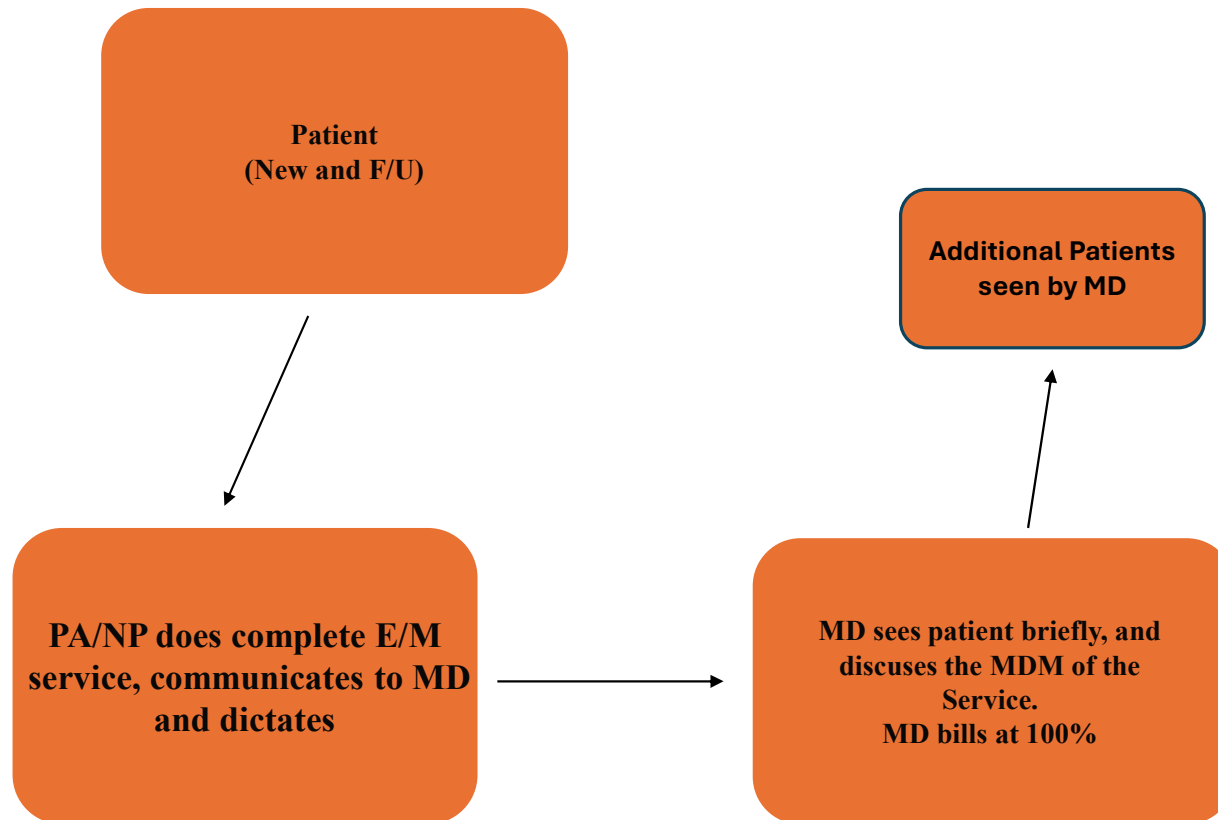 Patient
(New and F/U)
Additional Patients
seen by MD
PA/NP does complete E/M
service, communicates to MD
and dictates
MD sees patient briefly, and
discuses the MDM of the
Service.
MD bills at 100%